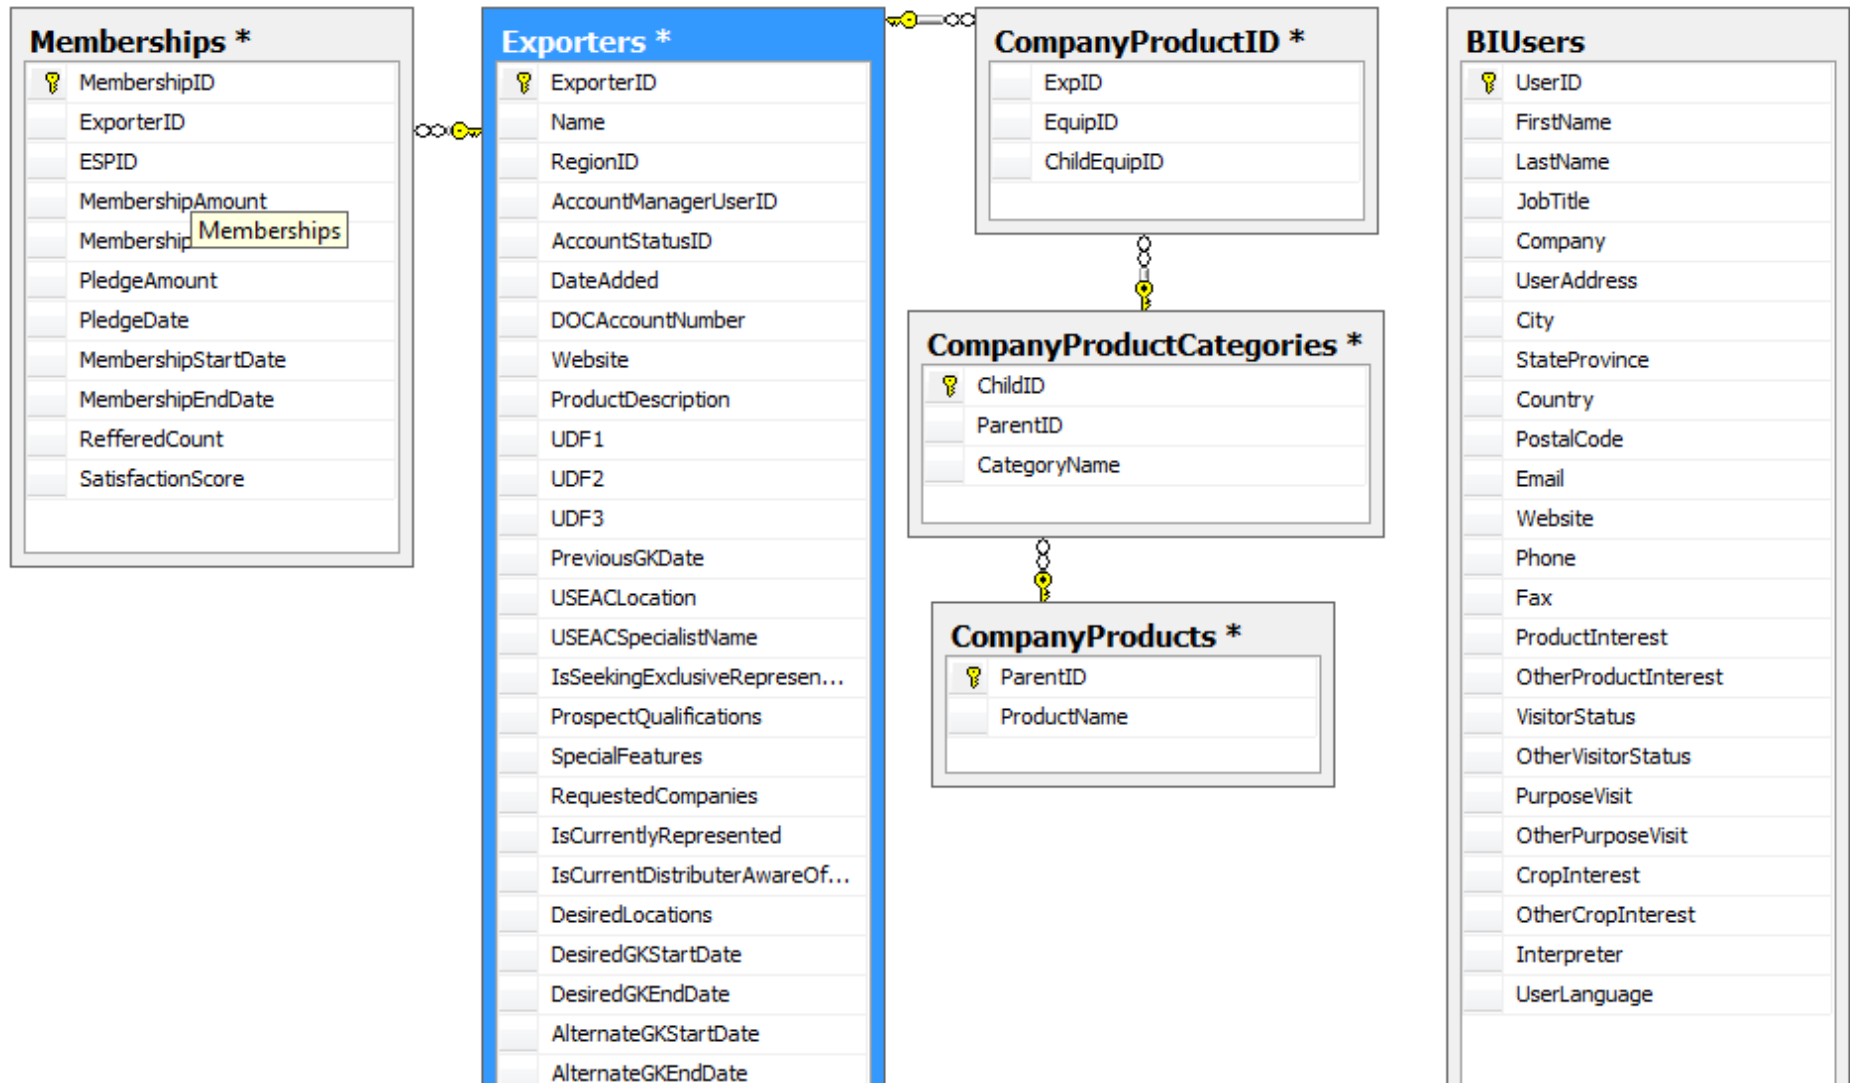 Memberships *
MembershipID
ExporterID
ESPID
MembershipAmount
Membership
Memberships
PledgeAmount
PledgeDate
MembershipStartDate
MembershipEndDate
RefferedCount
SatisfactionScore
Exporters *
ExporterID
Name
RegionID
AccountManagerUserID
AccountStatusID
DateAdded
DOCAccountNumber
Website
ProductDescription
UDF1
UDF2
UDF3
PreviousGKDate
USEACLocation
USEACSpecialistName
IsSeekingExclusiveRepresen...
ProspectQualifications
SpecialFeatures
RequestedCompanies
IsCurrentlyRepresented
IsCurrentDistributerAwareOf...
DesiredLocations
DesiredGKStartDate
DesiredGKEndDate
AlternateGKStartDate
AlternateGKEndDate
CompanyProductID *
ExpID
EquipID
ChildEquipID
CompanyProductCategories *
ChildID
ParentID
CategoryName
CompanyProducts *
ParentID
ProductName
BIUsers
UserID
FirstName
LastName
JobTitle
Company
UserAddress
City
StateProvince
Country
PostalCode
Email
Website
Phone
Fax
ProductInterest
OtherProductInterest
VisitorStatus
OtherVisitorStatus
PurposeVisit
OtherPurposeVisit
CropInterest
OtherCropInterest
Interpreter
UserLanguage